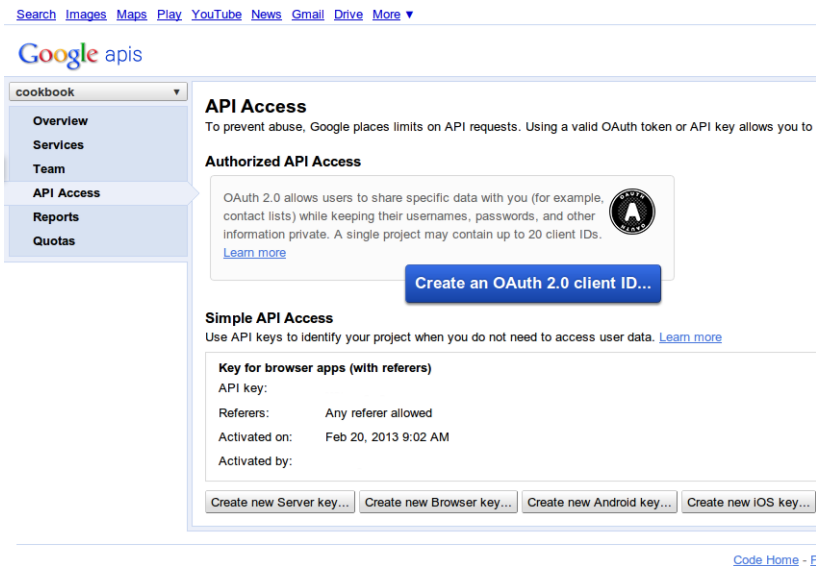 Search Images Maps Play YouTube News Gmail Drive More ▼
Google apis
cookbook ▼
Overview
Services
Team
API Access
Reports
Quotas
API Access
To prevent abuse, Google places limits on API requests. Using a valid OAuth token or API key allows you to
Authorized API Access
OAuth 2.0 allows users to share specific data with you (for example,
contact lists) while keeping their usernames, passwords, and other
information private. A single project may contain up to 20 client IDs.
Learn more
OAUTH
A
OAUTH
Create an OAuth 2.0 client ID...
Simple API Access
Use API keys to identify your project when you do not need to access user data. Learn more
Key for browser apps (with referers)
API key:
Referers: Any referer allowed
Activated on: Feb 20, 2013 9:02 AM
Activated by:
Create new Server key... Create new Browser key... Create new Android key... Create new iOS key...
Code Home -